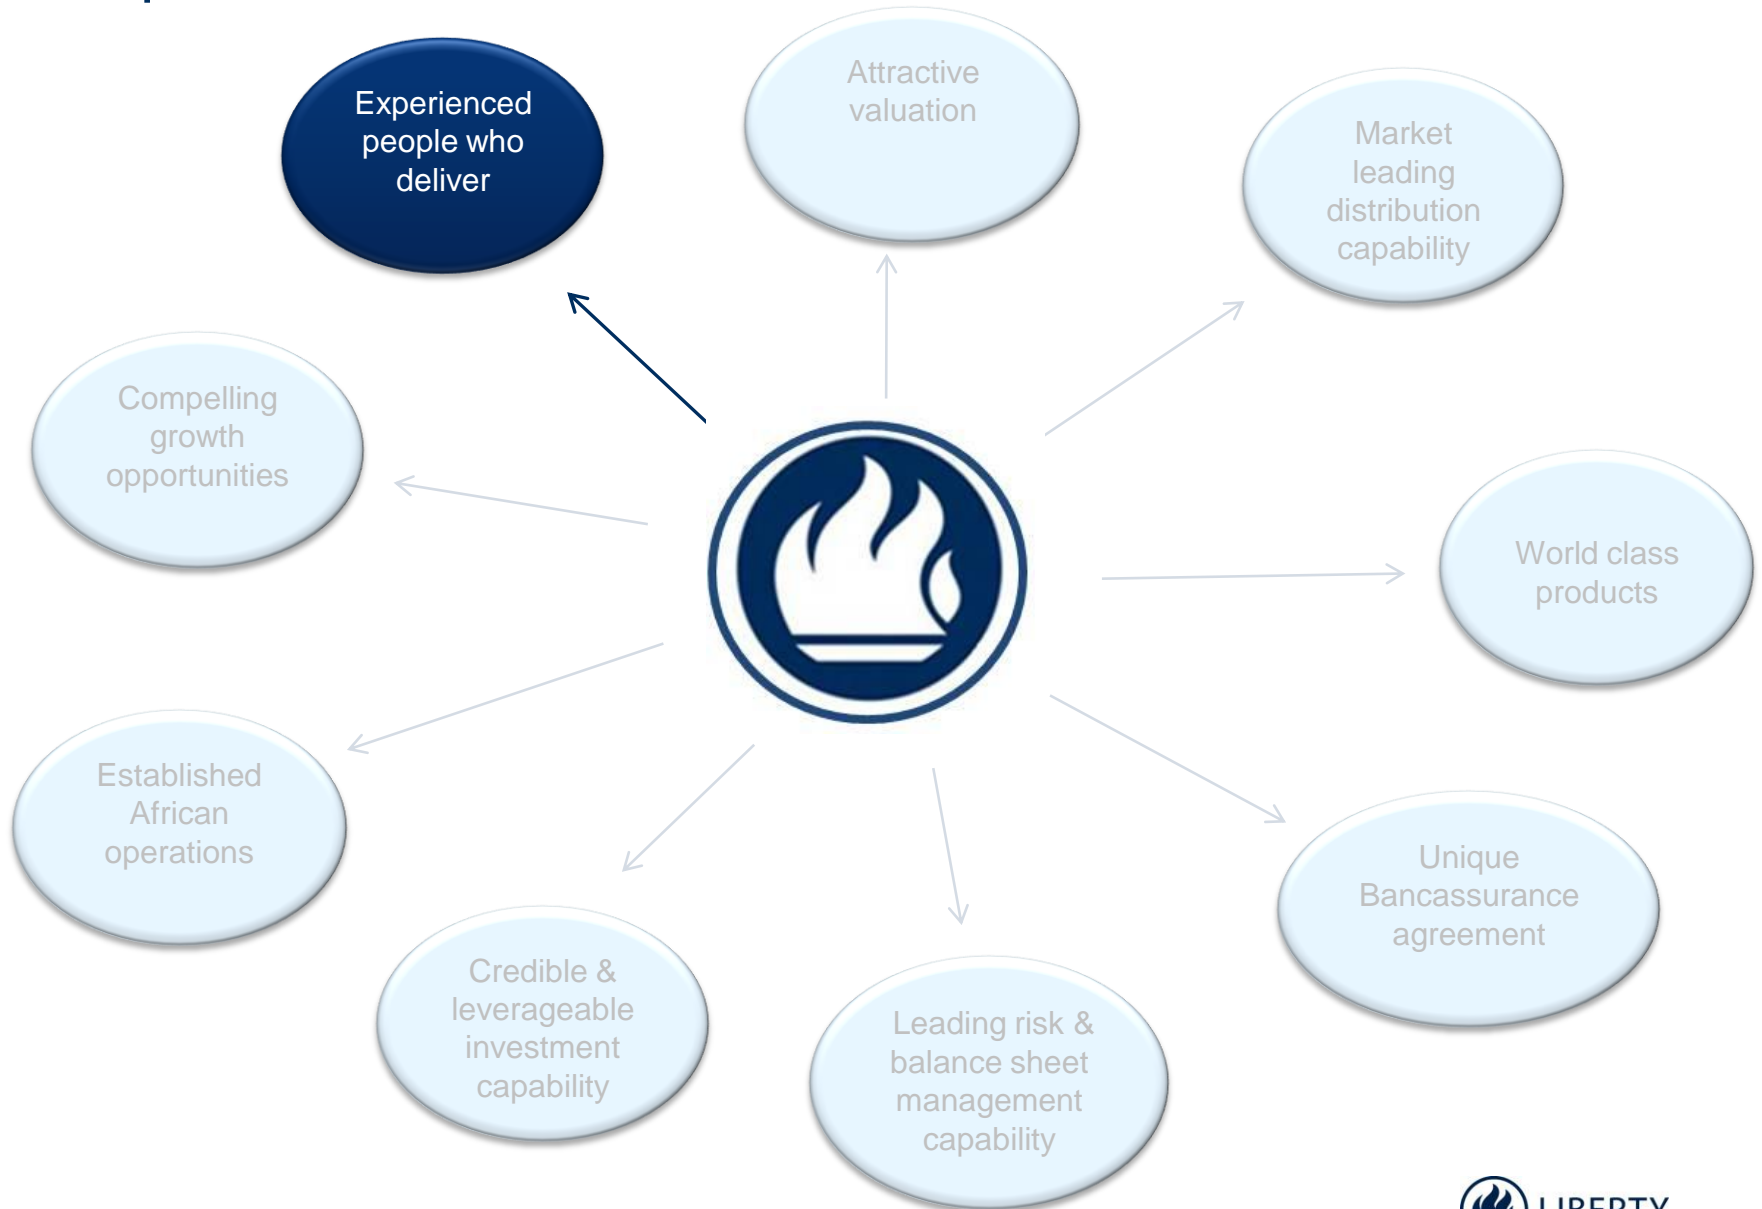 Experienced
people who
deliver
Attractive
valuation
Market
leading
distribution
capability
Compelling
growth
opportunities
World class
products
Established
African
operations
Unique
Bancassurance
agreement
Credible &
leverageable
investment
capability
Leading risk &
balance sheet
management
capability
LIBERTY